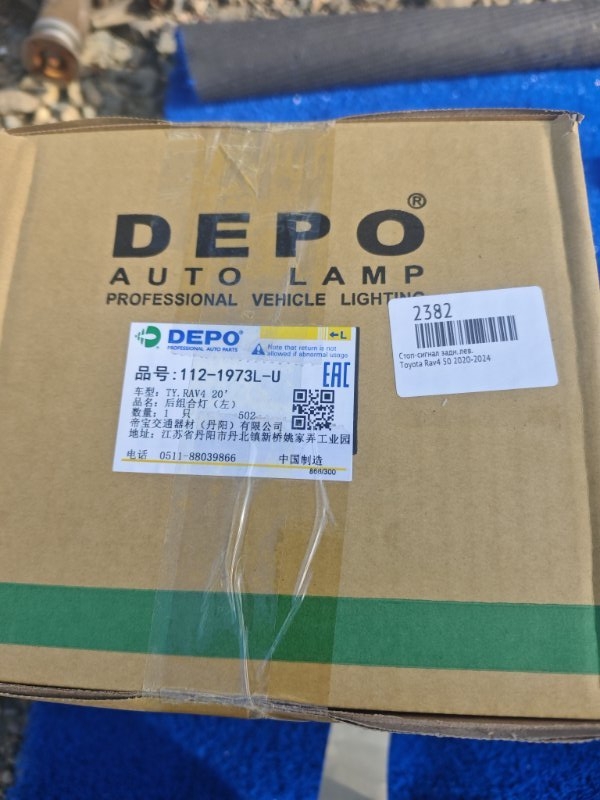 DEPO®
AUTO LAMP
PROFESSIONAL VEHICLE LIGHTING
2382
Стоп-сигнал задн.лев.
Toyota Rav4 50 2020-2024
DEPO®
PROFESSIONAL AUTO PARTS
Note that return is not
allowed if abnormal usage
←L
品号:112-1973L-U
EAC
车型: TY.RAV4 20'
品名: 后组合灯 (左)
数量: 1 只 502
帝宝交通器材 (丹阳) 有限公司
地址: 江苏省丹阳市丹北镇新桥姚家弄工业园
电话 0511-88039866 中国制造
866/300